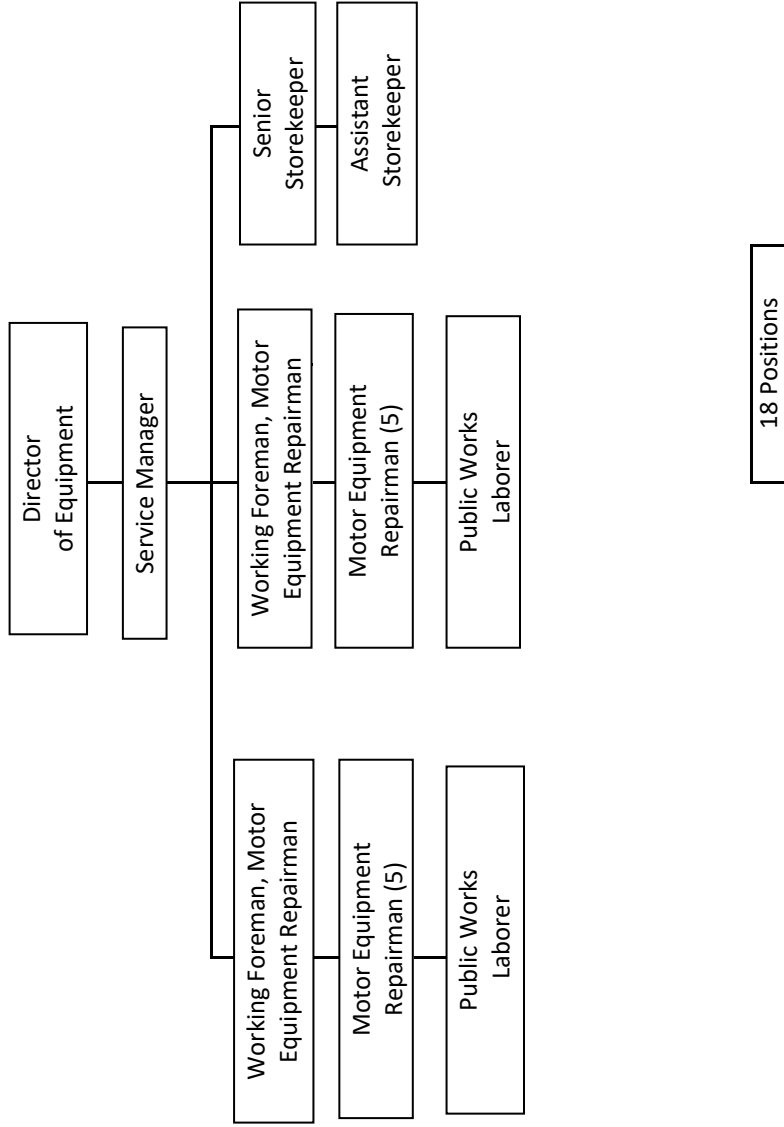 Director
of Equipment
Service Manager
Working Foreman, Motor
Equipment Repairman
Motor Equipment
Repairman (5)
Public Works
Laborer
Working Foreman, Motor
Equipment Repairman
Motor Equipment
Repairman (5)
Public Works
Laborer
Senior
Storekeeper
Assistant
Storekeeper
18 Positions